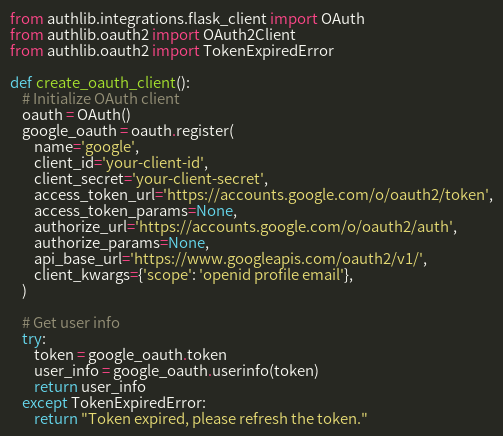 from authlib.integrations.flask_client import OAuth
from authlib.oauth2 import OAuth2Client
from authlib.oauth2 import TokenExpiredError

def create_oauth_client():
    # Initialize OAuth client
    oauth = OAuth()
    google_oauth = oauth.register(
        name='google',
        client_id='your-client-id',
        client_secret='your-client-secret',
        access_token_url='https://accounts.google.com/o/oauth2/token',
        access_token_params=None,
        authorize_url='https://accounts.google.com/o/oauth2/auth',
        authorize_params=None,
        api_base_url='https://www.googleapis.com/oauth2/v1/',
        client_kwargs={'scope': 'openid profile email'},
    )

    # Get user info
    try:
        token = google_oauth.token
        user_info = google_oauth.userinfo(token)
        return user_info
    except TokenExpiredError:
        return "Token expired, please refresh the token."